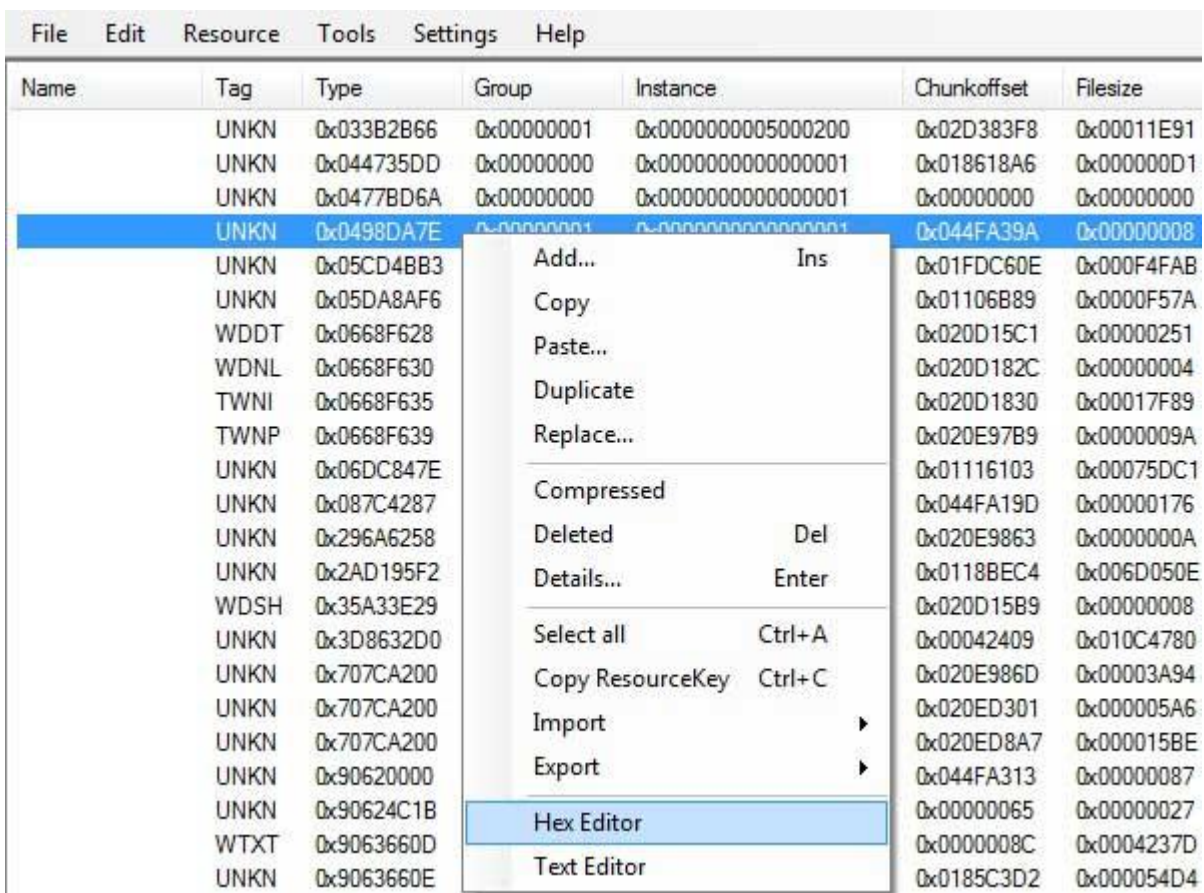 File Edit Resource Tools Settings Help
Name Tag Type Group Instance Chunkoffset Filesize
UNKN 0x033B2B66 0x00000001 0x0000000005000200 0x02D383F8 0x00011E91
UNKN 0x044735DD 0x00000000 0x0000000000000001 0x018618A6 0x000000D1
UNKN 0x0477BD6A 0x00000000 0x0000000000000001 0x00000000 0x00000000
UNKN 0x0498DA7E 0x00000001 0x0000000000000001 0x044FA39A 0x00000008
UNKN 0x05CD4BB3 Add... Ins 0x01FDC60E 0x000F4FAB
UNKN 0x05DA8AF6 Copy 0x01106B89 0x0000F57A
WDDT 0x0668F628 Paste... 0x020D15C1 0x00000251
WDNL 0x0668F630 Duplicate 0x020D182C 0x00000004
TWNI 0x0668F635 Replace... 0x020D1830 0x00017F89
TWNP 0x0668F639 0x020E97B9 0x0000009A
UNKN 0x06DC847E Compressed 0x01116103 0x00075DC1
UNKN 0x087C4287 0x044FA19D 0x00000176
UNKN 0x296A6258 Deleted Del 0x020E9863 0x0000000A
UNKN 0x2AD195F2 Details... Enter 0x0118BEC4 0x006D050E
WDSH 0x35A33E29 0x020D15B9 0x00000008
UNKN 0x3D8632D0 Select all Ctrl+A 0x00042409 0x010C4780
UNKN 0x707CA200 Copy ResourceKey Ctrl+C 0x020E986D 0x00003A94
UNKN 0x707CA200 Import 0x020ED301 0x000005A6
UNKN 0x707CA200 0x020ED8A7 0x000015BE
UNKN 0x90620000 Export 0x044FA313 0x00000087
UNKN 0x90624C1B Hex Editor 0x00000065 0x00000027
WTXT 0x9063660D 0x0000008C 0x0004237D
UNKN 0x9063660E Text Editor 0x0185C3D2 0x000054D4